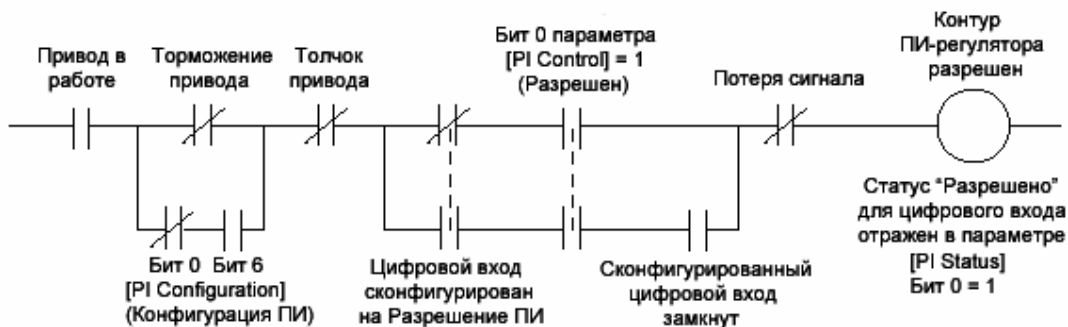 Привод в
работе
Торможение
привода
Толчок
привода
Бит 0 параметра
[PI Control] = 1
(Разрешен)
Потеря сигнала
Контур
ПИ-регулятора
разрешен
Бит 0 Бит 6
[PI Configuration]
(Конфигурация ПИ)
Цифровой вход
сконфигурирован
на Разрешение ПИ
Сконфигурированный
цифровой вход
замкнут
Статус “Разрешено”
для цифрового входа
отражен в параметре
[PI Status]
Бит 0 = 1